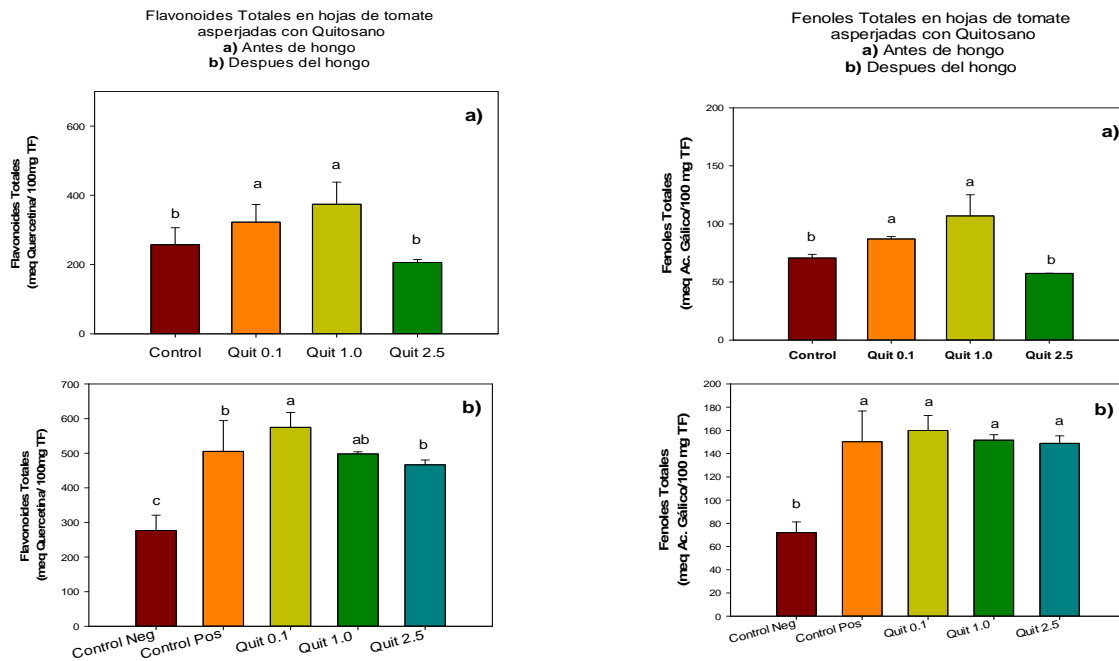 Flavonoides Totales en hojas de tomate
asperjadas con Quitosano
a) Antes de hongo
b) Despues del hongo
Flavonoides Totales
(meq Quercetina/ 100mg TF)
600
400
200
0
a)
b
a
a
b
Control
Quit 0.1
Quit 1.0
Quit 2.5
Flavonoides Totales
(meq Quercetina/ 100mg TF)
700
600
500
400
300
200
100
0
b)
c
b
a
ab
b
Control Neg
Control Pos
Quit 0.1
Quit 1.0
Quit 2.5
Fenoles Totales en hojas de tomate
asperjadas con Quitosano
a) Antes de hongo
b) Despues del hongo
Fenoles Totales
(meq Ac. Gálico/100 mg TF)
200
150
100
50
0
a)
b
a
a
b
Control
Quit 0.1
Quit 1.0
Quit 2.5
Fenoles Totales
(meq Ac. Gálico/100 mg TF)
200
180
160
140
120
100
80
60
40
20
0
b)
b
a
a
a
a
Control Neg
Control Pos
Quit 0.1
Quit 1.0
Quit 2.5